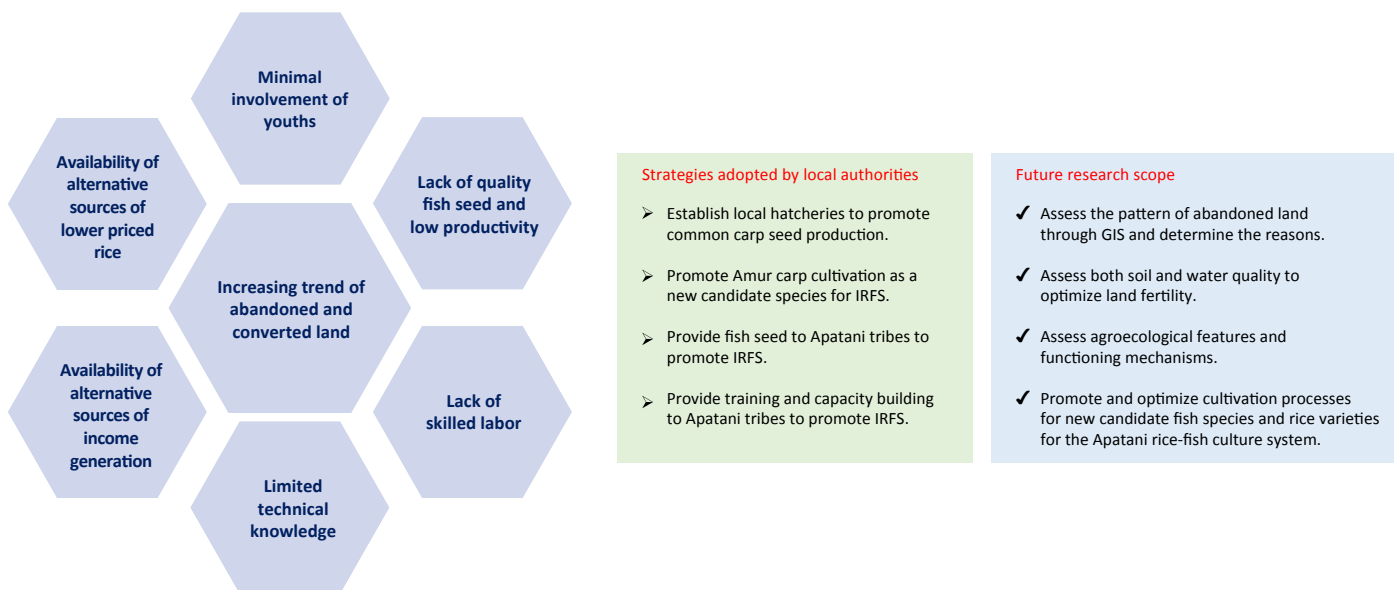 Minimal
involvement of
youths
Availability of
alternative
sources of
lower priced
rice
Lack of quality
fish seed and
low productivity
Increasing trend of
abandoned and
converted land
Availability of
alternative
sources of
income
generation
Lack of
skilled labor
Limited
technical
knowledge
Strategies adopted by local authorities
➢ Establish local hatcheries to promote
common carp seed production.
➢ Promote Amur carp cultivation as a
new candidate species for IRFS.
➢ Provide fish seed to Apatani tribes to
promote IRFS.
➢ Provide training and capacity building
to Apatani tribes to promote IRFS.
Future research scope
✓ Assess the pattern of abandoned land
through GIS and determine the reasons.
✓ Assess both soil and water quality to
optimize land fertility.
✓ Assess agroecological features and
functioning mechanisms.
✓ Promote and optimize cultivation processes
for new candidate fish species and rice varieties
for the Apatani rice-fish culture system.